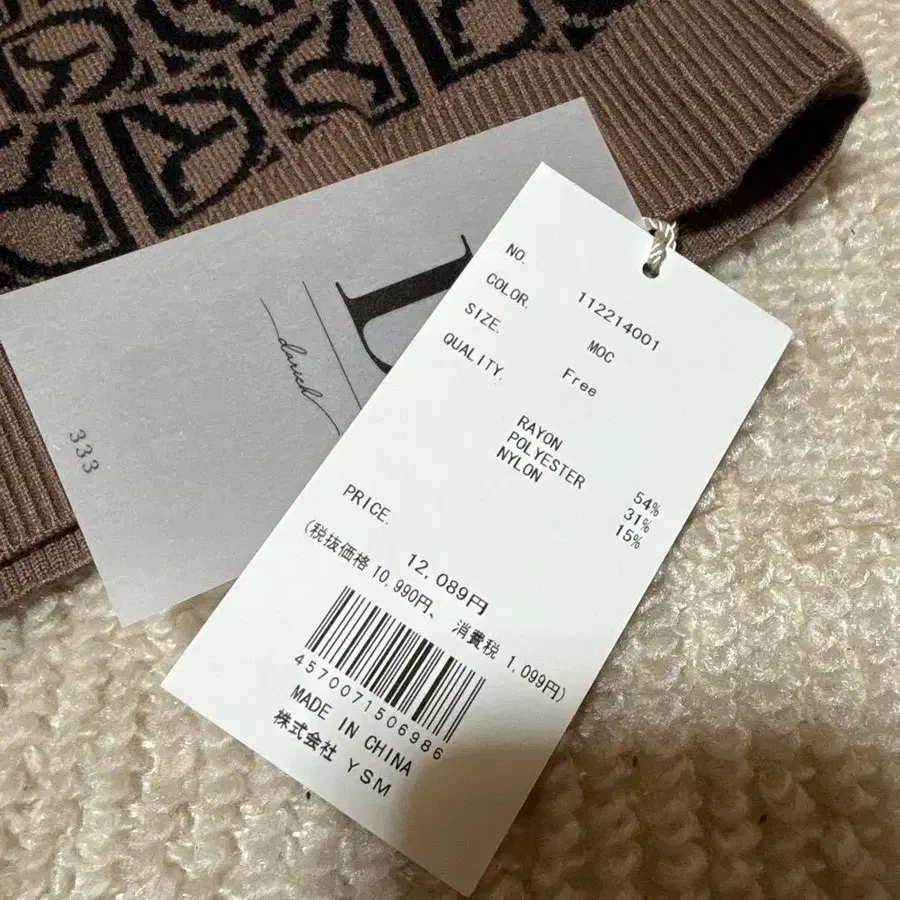 NO. 112214001
COLOR. MOC
SIZE. Free
QUALITY.
RAYON 54%
POLYESTER 31%
NYLON 15%
PRICE.
12,089円
(税抜価格 10,990円、 消費税 1,099円)
4570071506986
MADE IN CHINA
株式会社 YSM
darich
333